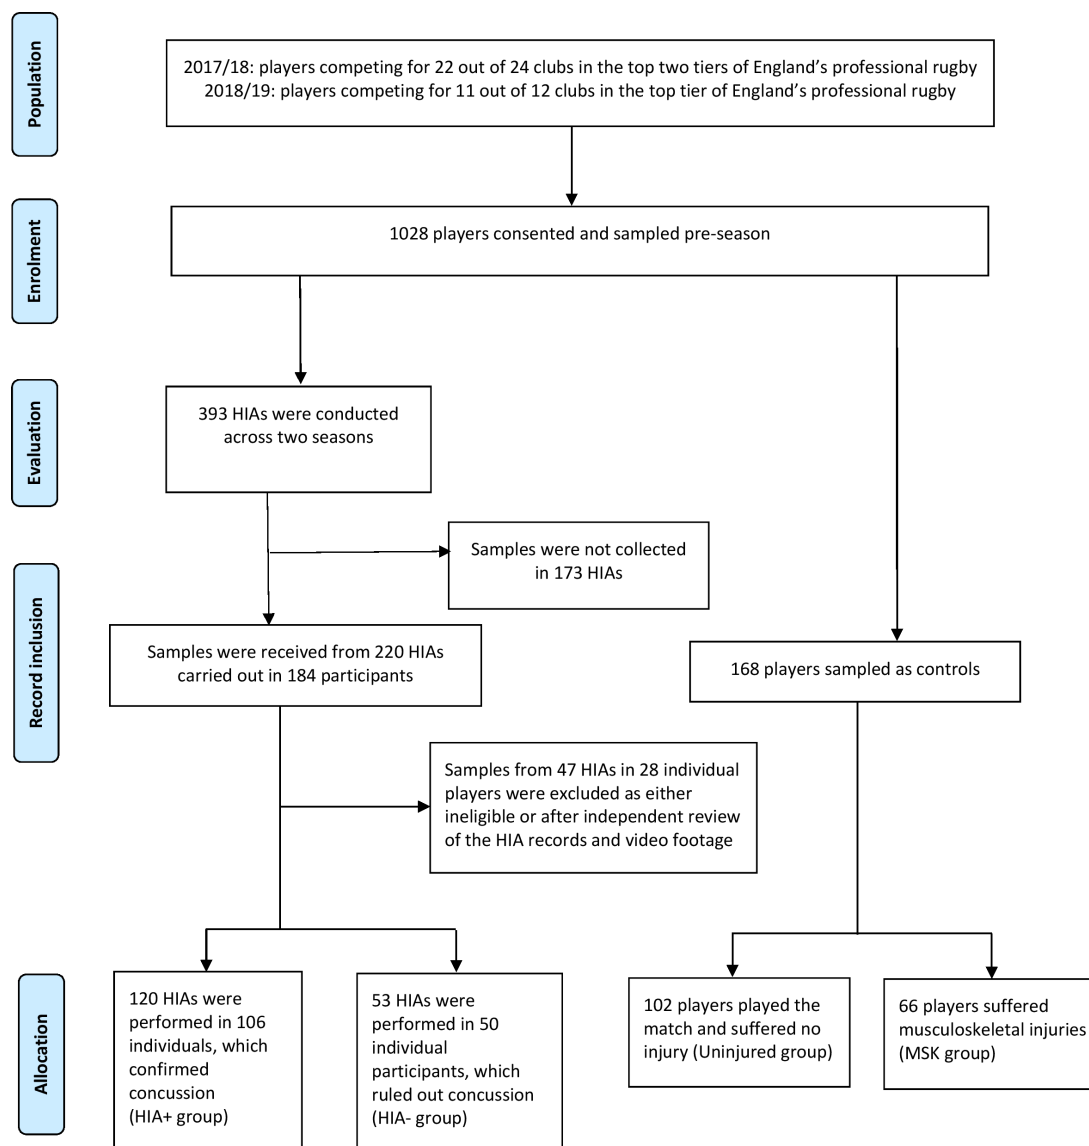 Population
2017/18: players competing for 22 out of 24 clubs in the top two tiers of England's professional rugby
2018/19: players competing for 11 out of 12 clubs in the top tier of England's professional rugby
Enrolment
1028 players consented and sampled pre-season
Evaluation
393 HIAs were conducted
across two seasons
Samples were not collected
in 173 HIAs
Record inclusion
Samples were received from 220 HIAs
carried out in 184 participants
168 players sampled as controls
Samples from 47 HIAs in 28 individual
players were excluded as either
ineligible or after independent review
of the HIA records and video footage
Allocation
120 HIAs were
performed in 106
individuals, which
confirmed
concussion
(HIA+ group)
53 HIAs were
performed in 50
individual
participants, which
ruled out concussion
(HIA- group)
102 players played the
match and suffered no
injury (Uninjured group)
66 players suffered
musculoskeletal injuries
(MSK group)